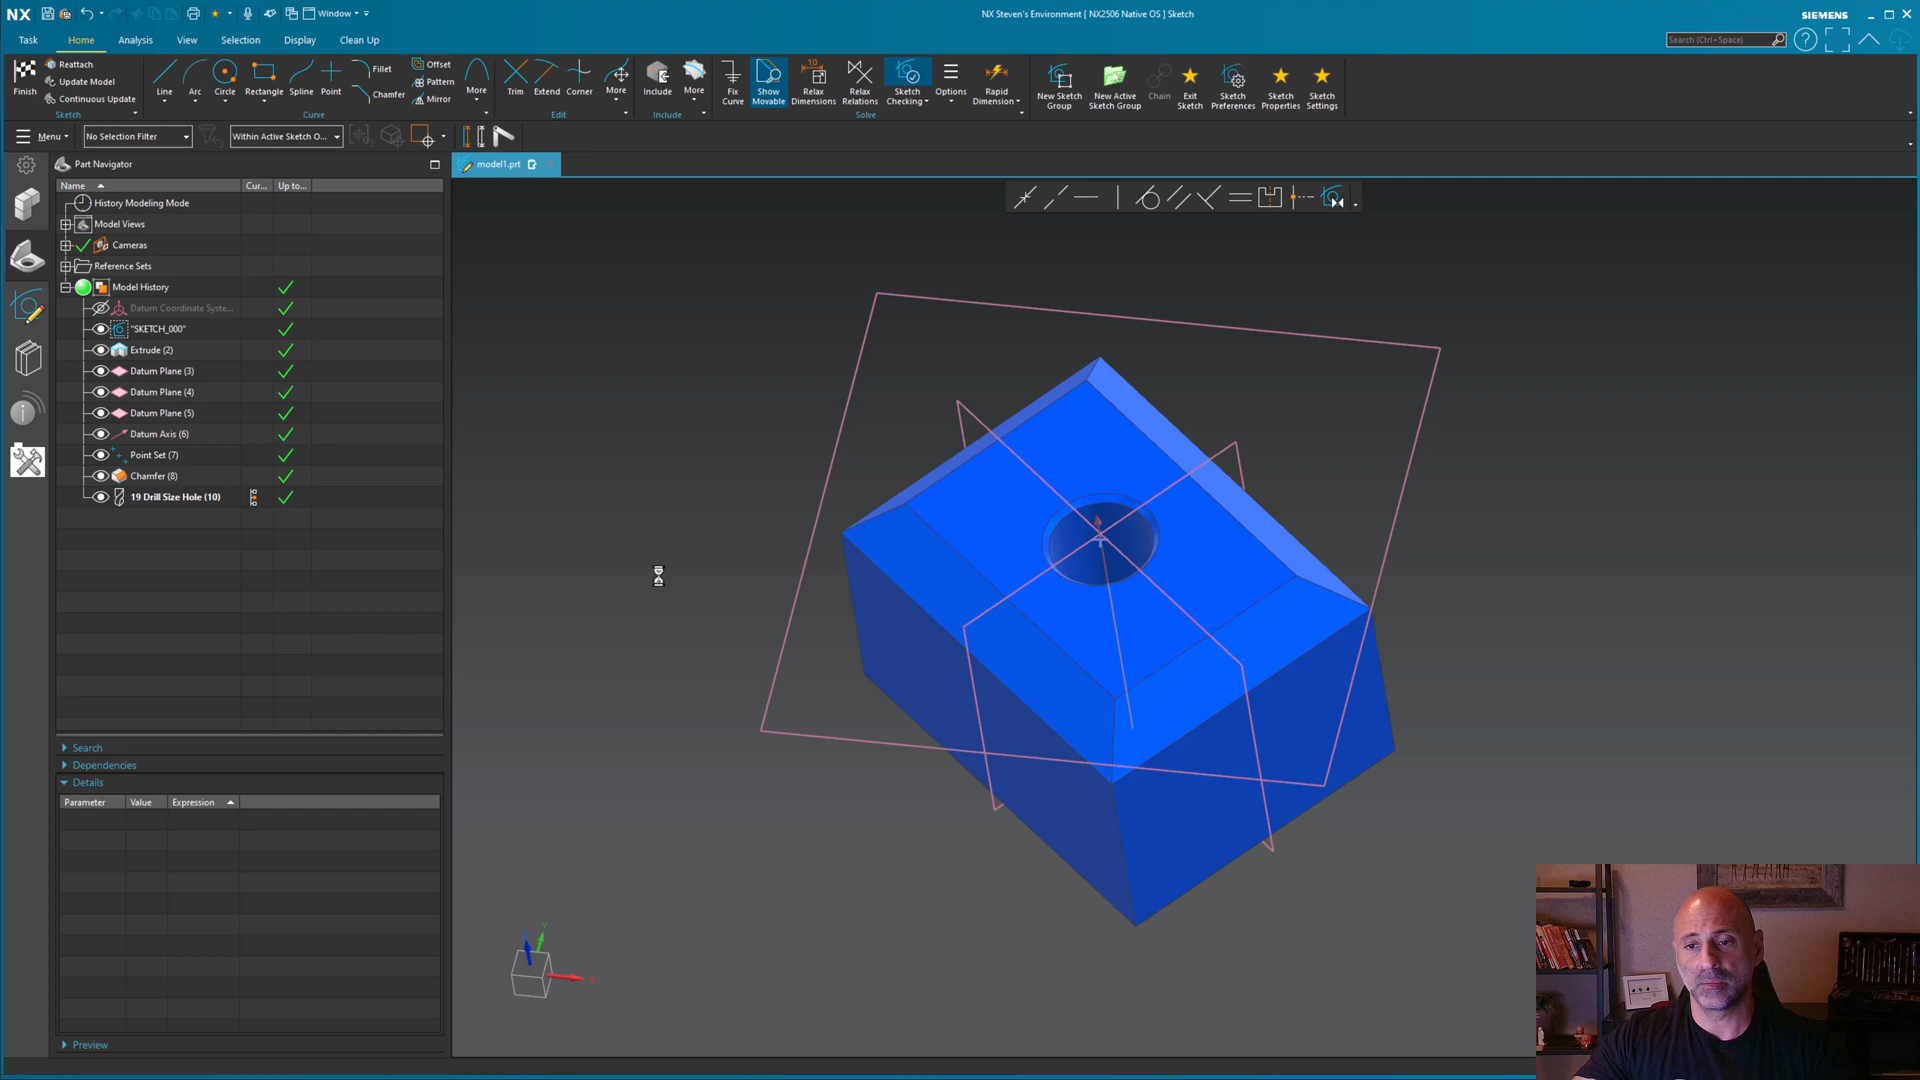 NX
Window
NX Steven's Environment [ NX2506 Native OS ] Sketch
SIEMENS
Task
Home
Analysis
View
Selection
Display
Clean Up
Search (Ctrl+Space)
Finish
Reattach
Update Model
Continuous Update
Sketch
Line
Arc
Circle
Rectangle
Spline
Point
Fillet
Chamfer
Offset
Pattern
Mirror
More
Curve
Trim
Extend
Corner
More
Edit
Include
More
Include
Fix Curve
Show Movable
Relax Dimensions
Relax Relations
Sketch Checking
Options
Rapid Dimension
Solve
New Sketch Group
New Active Sketch Group
Chain
Exit Sketch
Sketch Preferences
Sketch Properties
Sketch Settings
Menu
No Selection Filter
Within Active Sketch O...
Part Navigator
model1.prt
Name
Cur...
Up to...
History Modeling Mode
Model Views
Cameras
Reference Sets
Model History
Datum Coordinate Syste...
"SKETCH_000"
Extrude (2)
Datum Plane (3)
Datum Plane (4)
Datum Plane (5)
Datum Axis (6)
Point Set (7)
Chamfer (8)
19 Drill Size Hole (10)
Search
Dependencies
Details
Parameter
Value
Expression
Preview